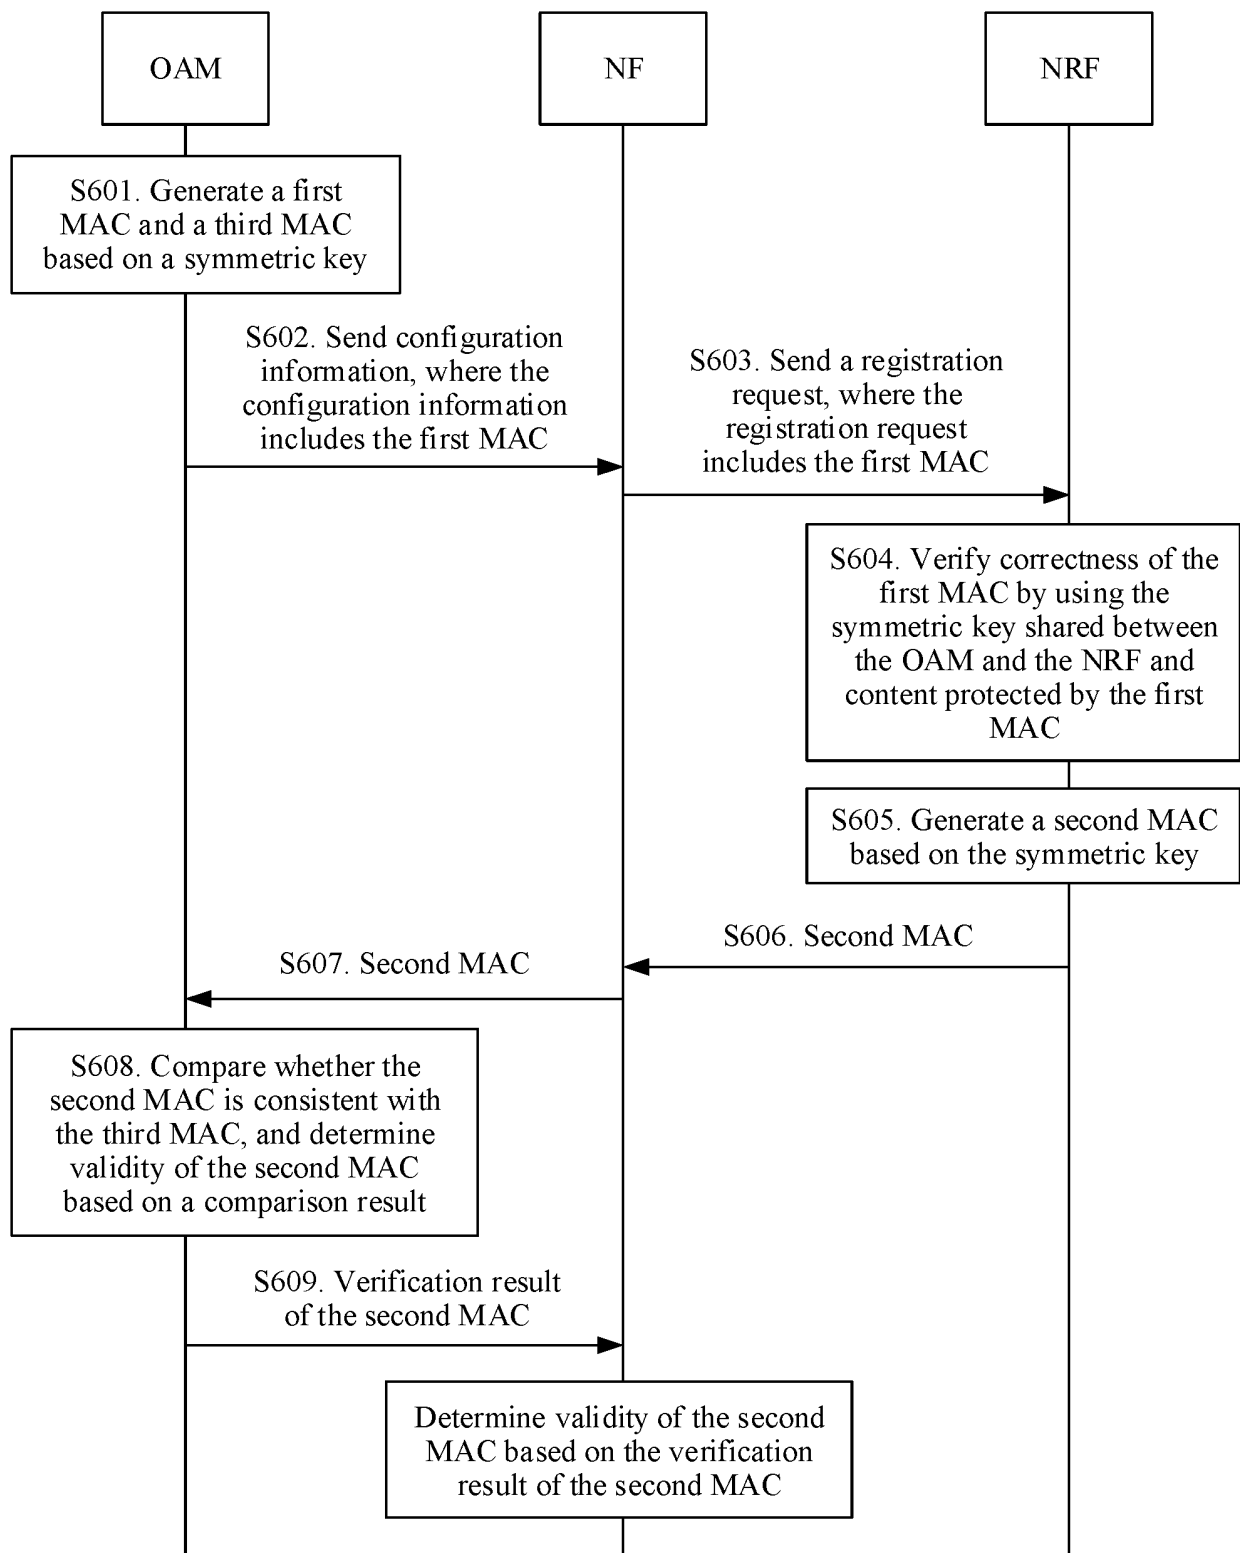 OAM
NF
NRF
S601. Generate a first
MAC and a third MAC
based on a symmetric key
S602. Send configuration
information, where the
configuration information
includes the first MAC
S603. Send a registration
request, where the
registration request
includes the first MAC
S604. Verify correctness of the
first MAC by using the
symmetric key shared between
the OAM and the NRF and
content protected by the first
MAC
S605. Generate a second MAC
based on the symmetric key
S606. Second MAC
S607. Second MAC
S608. Compare whether the
second MAC is consistent with
the third MAC, and determine
validity of the second MAC
based on a comparison result
S609. Verification result
of the second MAC
Determine validity of the second
MAC based on the verification
result of the second MAC